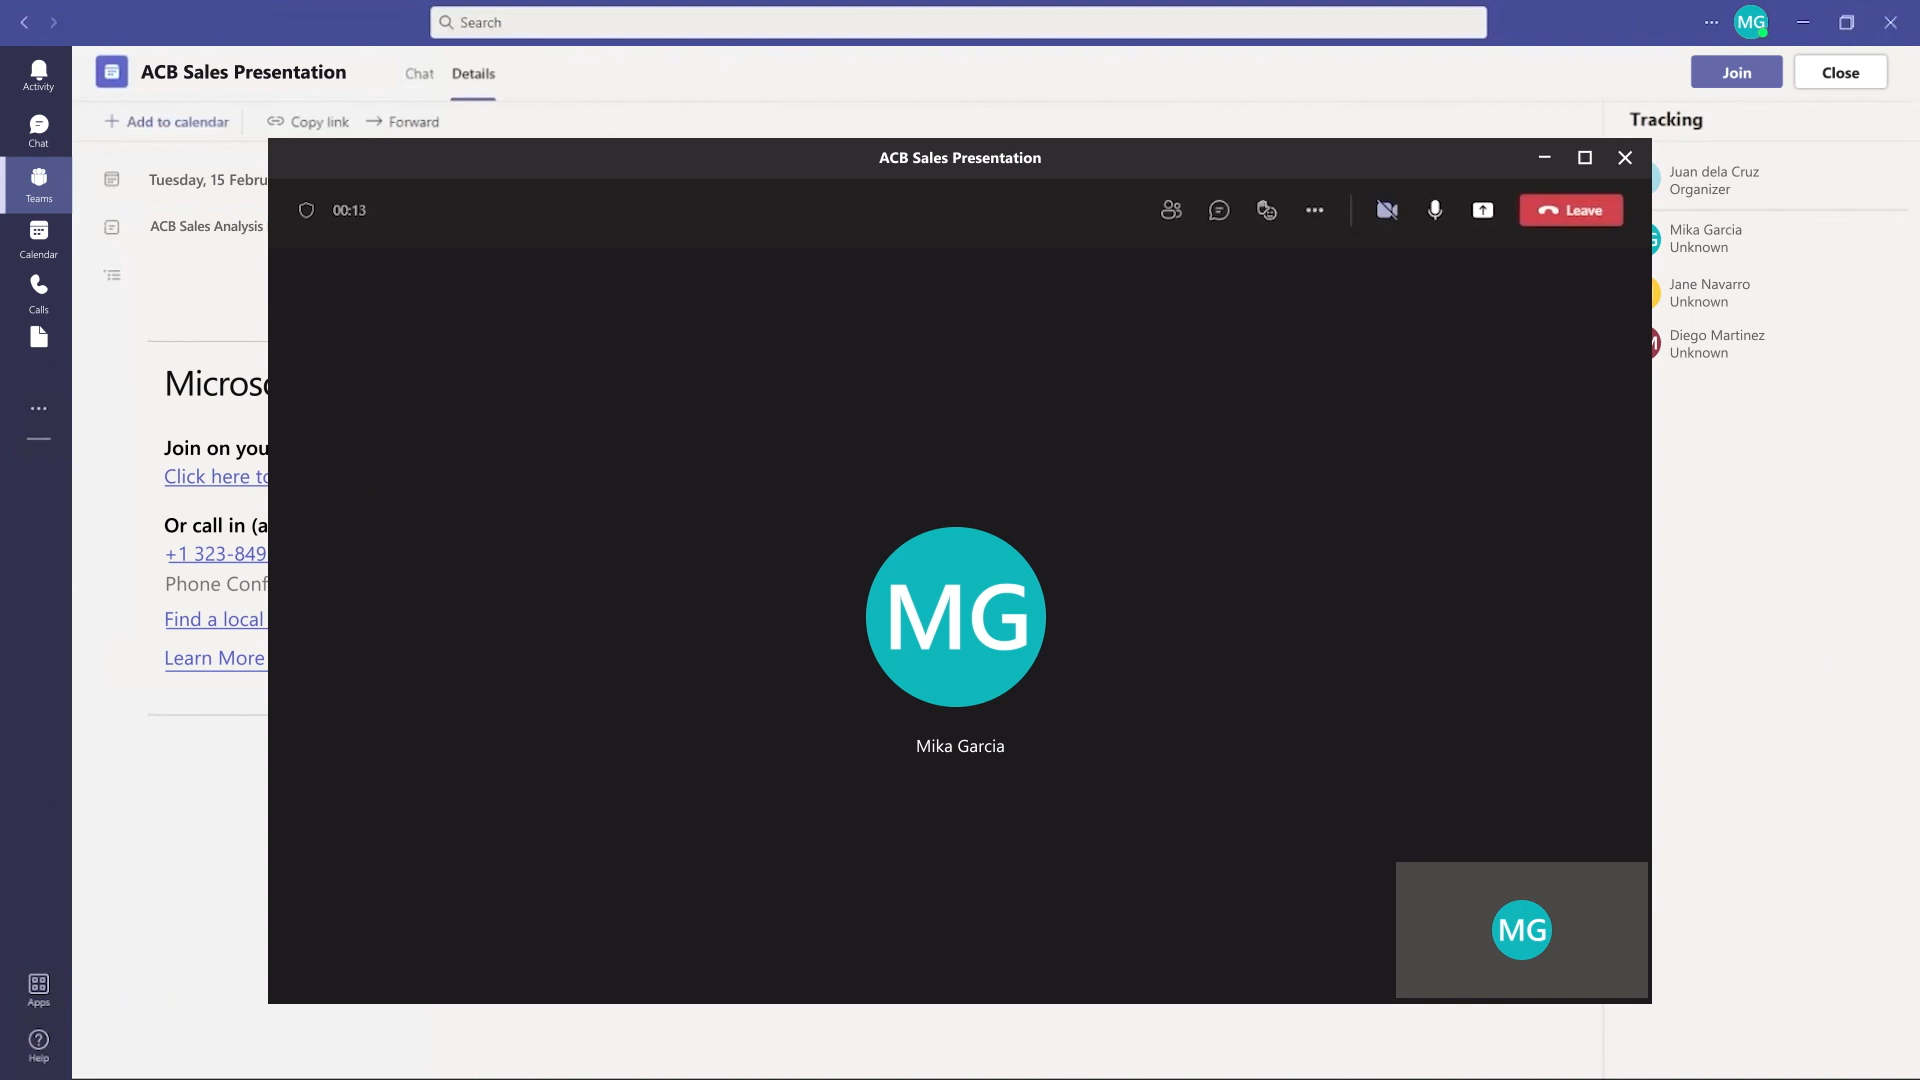 Search
MG
Activity
Chat
Teams
Calendar
Calls
Apps
Help
ACB Sales Presentation
Chat
Details
Join
Close
Add to calendar
Copy link
Forward
Tuesday, 15 Febru
ACB Sales Analysis
Microso
Join on you
Click here to
Or call in (a
+1 323-849
Phone Conf
Find a local
Learn More
ACB Sales Presentation
00:13
Leave
MG
Mika Garcia
MG
Tracking
Juan dela Cruz
Organizer
Mika Garcia
Unknown
Jane Navarro
Unknown
Diego Martinez
Unknown